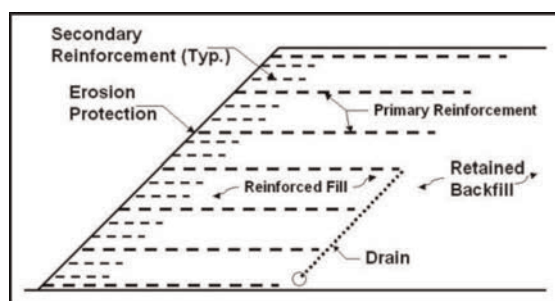 Secondary
Reinforcement (Typ.)
Erosion
Protection
Primary Reinforcement
Retained
Backfill
Reinforced Fill
Drain